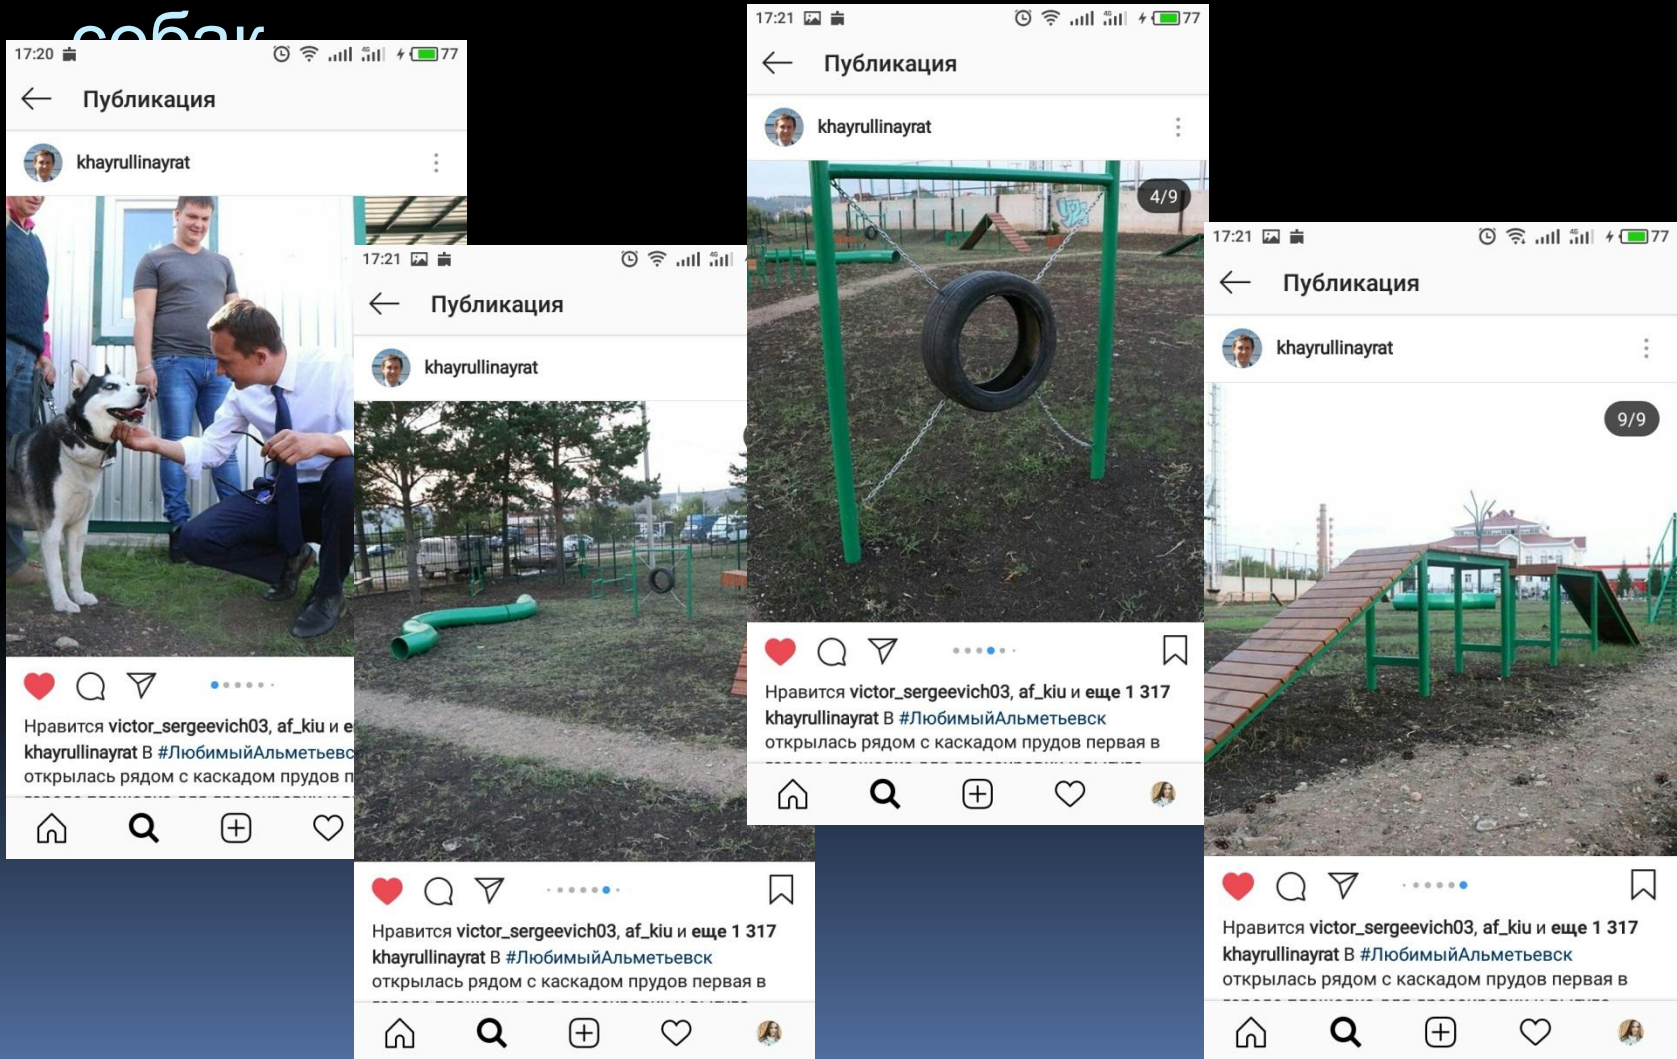 собак
17:20
77
Публикация
khayrullinayrat
Нравится victor_sergeevich03, af_kiu и е
khayrullinayrat В #ЛюбимыйАльметьевс
открылась рядом с каскадом прудов п
17:21
Публикация
khayrullinayrat
Нравится victor_sergeevich03, af_kiu и еще 1 317
khayrullinayrat В #ЛюбимыйАльметьевск
открылась рядом с каскадом прудов первая в
17:21
77
Публикация
khayrullinayrat
4/9
Нравится victor_sergeevich03, af_kiu и еще 1 317
khayrullinayrat В #ЛюбимыйАльметьевск
открылась рядом с каскадом прудов первая в
17:21
77
Публикация
khayrullinayrat
9/9
Нравится victor_sergeevich03, af_kiu и еще 1 317
khayrullinayrat В #ЛюбимыйАльметьевск
открылась рядом с каскадом прудов первая в